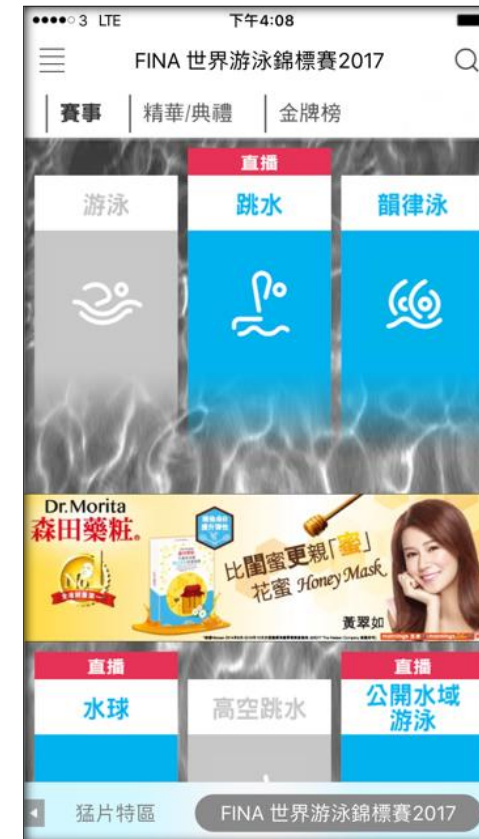 3 LTE 下午4:08
FINA 世界游泳錦標賽2017
賽事 精華/典禮 金牌榜
直播
游泳 跳水 韻律泳
Dr.Morita
森田藥粧®
比閨蜜更親「蜜」
花蜜 Honey Mask
黃翠如
直播 直播
水球 高空跳水 公開水域
游泳
猛片特區 FINA 世界游泳錦標賽2017